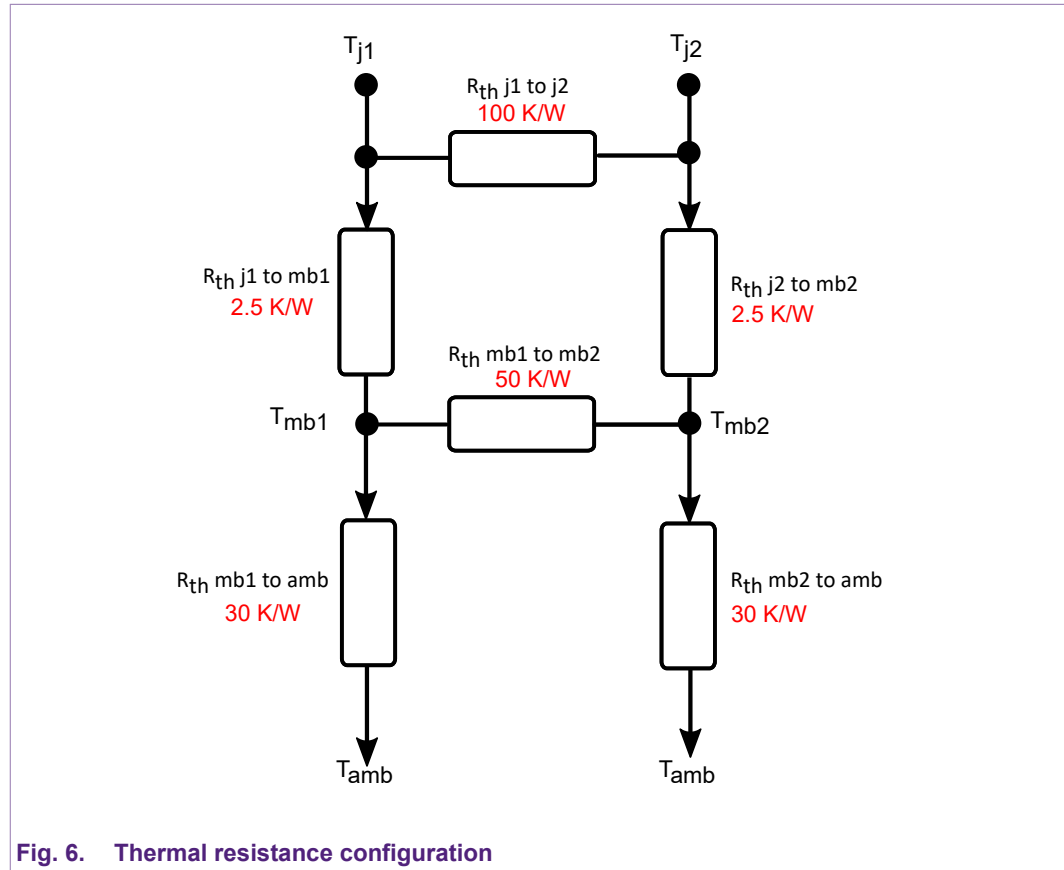 Tj1
Tj2
Rth j1 to j2
100 K/W
Rth j1 to mb1
2.5 K/W
Rth j2 to mb2
2.5 K/W
Rth mb1 to mb2
50 K/W
Tmb1
Tmb2
Rth mb1 to amb
30 K/W
Rth mb2 to amb
30 K/W
Tamb
Tamb
Fig. 6. Thermal resistance configuration